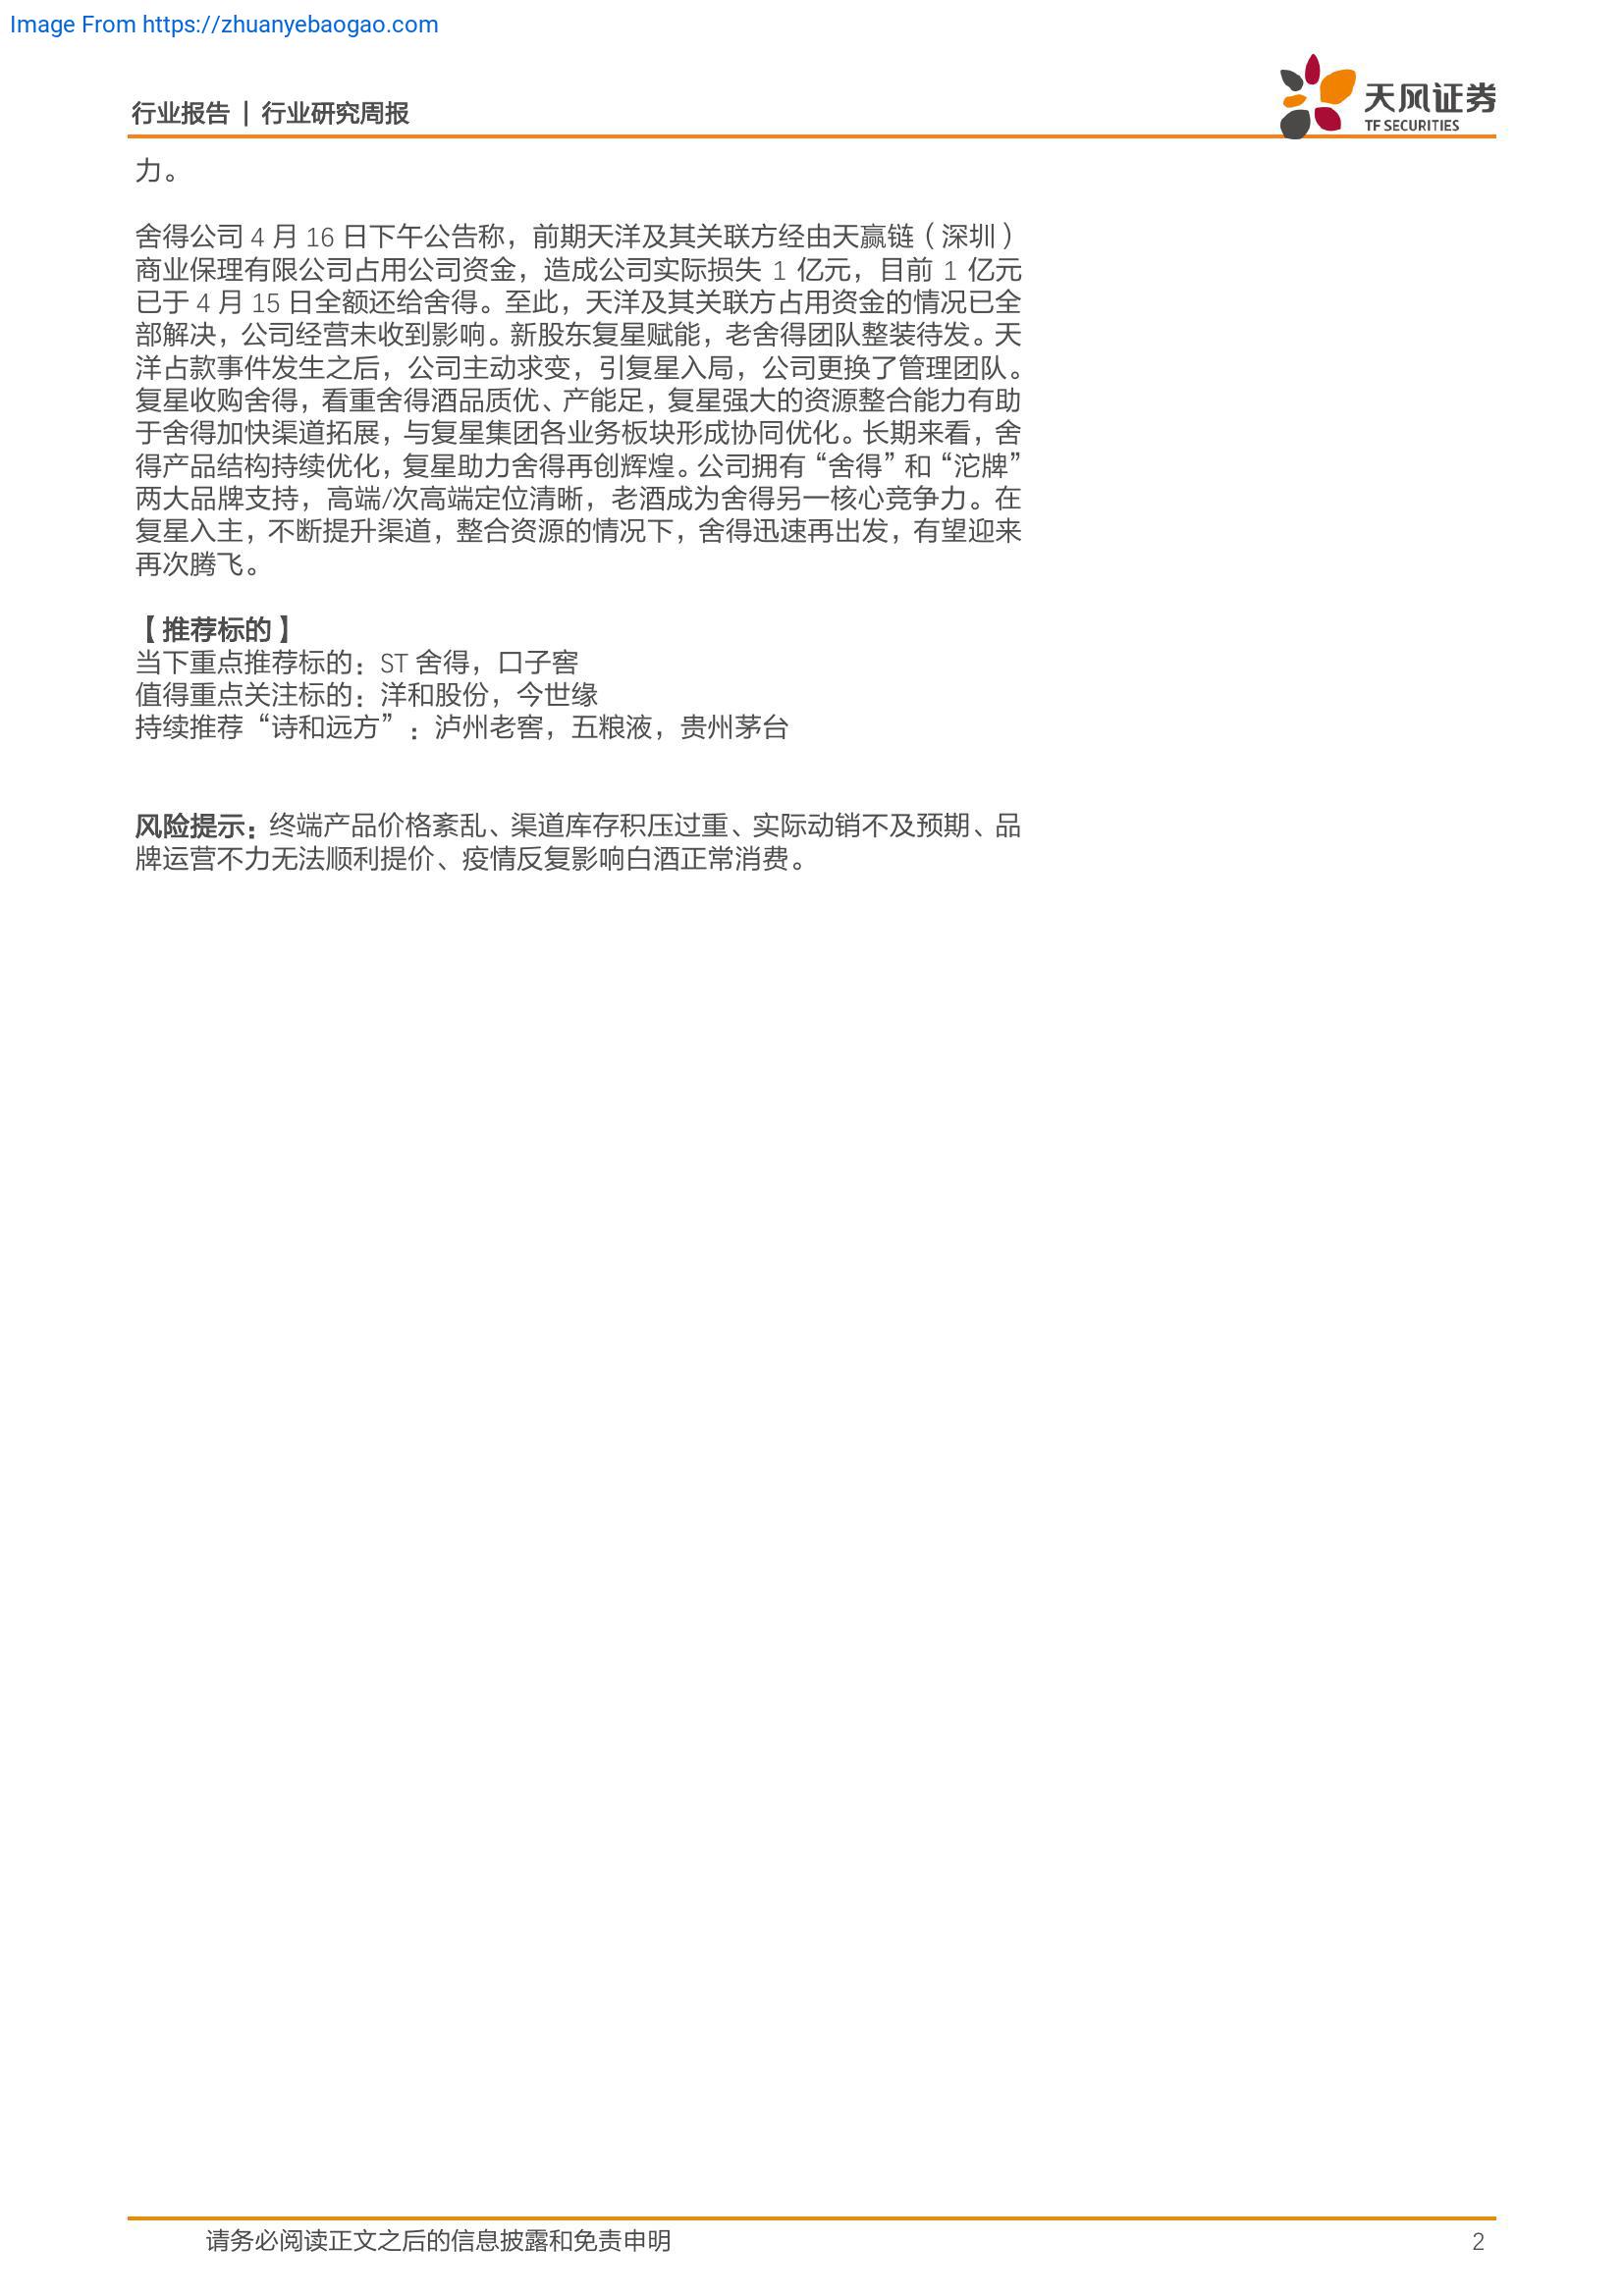 Image From https://zhuanyebaogao.com
行业报告 | 行业研究周报
天风证券
TF SECURITIES
力。
舍得公司 4 月 16 日下午公告称，前期天洋及其关联方经由天赢链（深圳）
商业保理有限公司占用公司资金，造成公司实际损失 1 亿元，目前 1 亿元
已于 4 月 15 日全额还给舍得。至此，天洋及其关联方占用资金的情况已全
部解决，公司经营未收到影响。新股东复星赋能，老舍得团队整装待发。天
洋占款事件发生之后，公司主动求变，引复星入局，公司更换了管理团队。
复星收购舍得，看重舍得酒品质优、产能足，复星强大的资源整合能力有助
于舍得加快渠道拓展，与复星集团各业务板块形成协同优化。长期来看，舍
得产品结构持续优化，复星助力舍得再创辉煌。公司拥有“舍得”和“沱牌”
两大品牌支持，高端/次高端定位清晰，老酒成为舍得另一核心竞争力。在
复星入主，不断提升渠道，整合资源的情况下，舍得迅速再出发，有望迎来
再次腾飞。
【推荐标的】
当下重点推荐标的：ST 舍得，口子窖
值得重点关注标的：洋和股份，今世缘
持续推荐“诗和远方”：泸州老窖，五粮液，贵州茅台
风险提示：终端产品价格紊乱、渠道库存积压过重、实际动销不及预期、品
牌运营不力无法顺利提价、疫情反复影响白酒正常消费。
请务必阅读正文之后的信息披露和免责申明
2